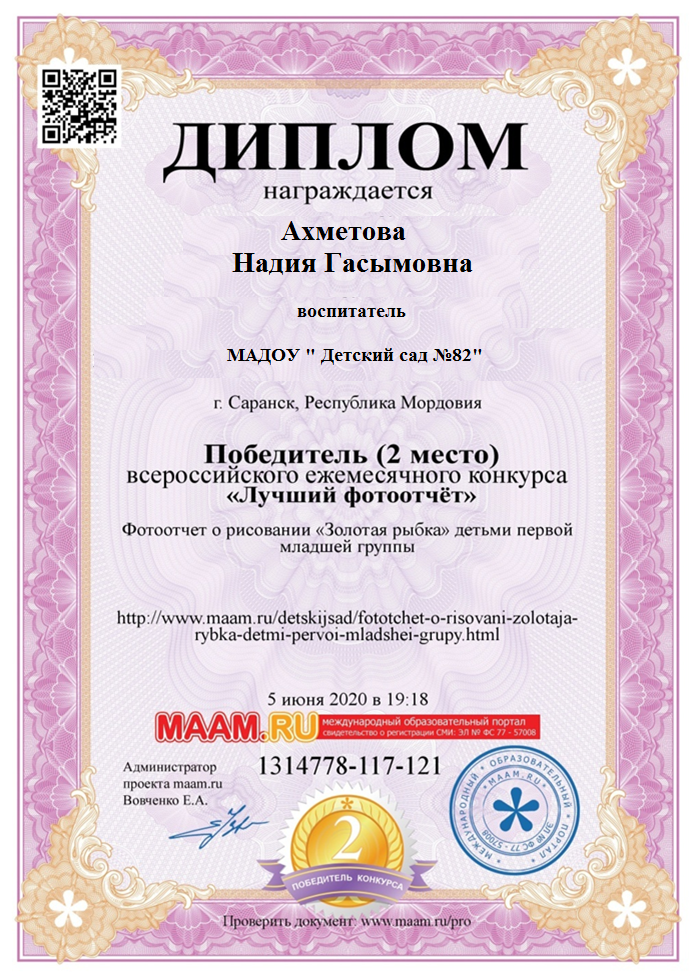 ДИПЛОМ
награждается
Ахметова
Надия Гасымовна
воспитатель
МАДОУ " Детский сад №82"
г. Саранск, Республика Мордовия
Победитель (2 место)
всероссийского ежемесячного конкурса
«Лучший фотоотчёт»
Фотоотчет о рисовании «Золотая рыбка» детьми первой
младшей группы
http://www.maam.ru/detskijsad/fototchet-o-risovani-zolotaja-
rybka-detmi-pervoi-mladshei-grupy.html
5 июня 2020 в 19:18
MAAM.RU
международный образовательный портал
свидетельство о регистрации СМИ: ЭЛ № ФС 77 - 57008
Администратор
проекта maam.ru
Вовченко Е.А.
1314778-117-121
МЕЖДУНАРОДНЫЙ * ОБРАЗОВАТЕЛЬНЫЙ * ПОРТАЛ
* MAAM.RU *
ЭЛ № ФС 77 - 57008
2
ПОБЕДИТЕЛЬ КОНКУРСА
Проверить документ: www.maam.ru/pro